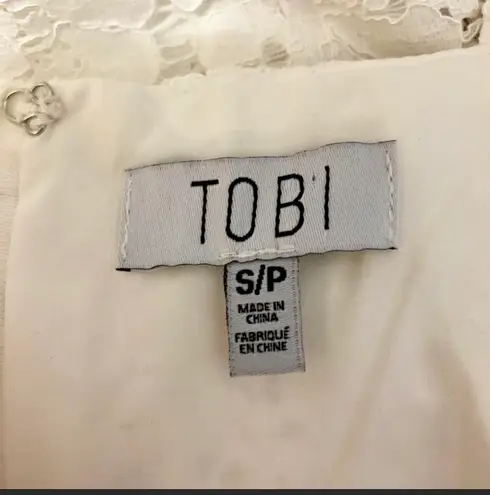 TOBI
S/P
MADE IN
CHINA
FABRIQUÉ
EN CHINE